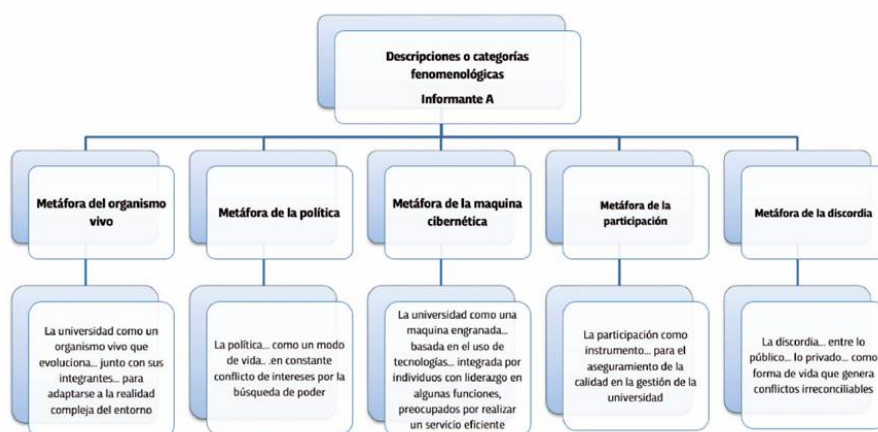 Descripciones o categorías
fenomenológicas
Informante A
Metáfora del organismo
vivo
Metáfora de la política
Metáfora de la maquina
cibernética
Metáfora de la
participación
Metáfora de la discordia
La universidad como un
organismo vivo que
evoluciona... junto con sus
integrantes... para
adaptarse a la realidad
compleja del entorno
La política... como un modo
de vida.. .en constante
conflicto de intereses por la
búsqueda de poder
La universidad como una
maquina engranada...
basada en el uso de
tecnologías... integrada por
individuos con liderazgo en
algunas funciones,
preocupados por realizar
un servicio eficiente
La participación como
instrumento... para el
aseguramiento de la
calidad en la gestión de la
universidad
La discordia... entre lo
público... lo privado... como
forma de vida que genera
conflictos irreconciliables